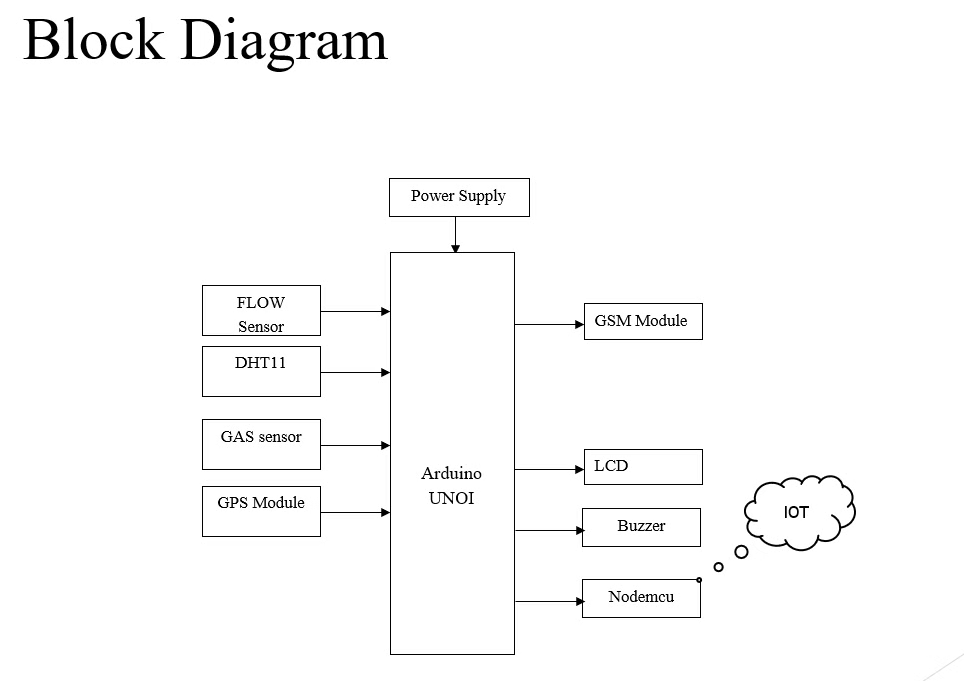 Block Diagram
Power Supply
FLOW
Sensor
DHT11
GAS sensor
GPS Module
Arduino
UNOI
GSM Module
LCD
Buzzer
Nodemcu
IOT